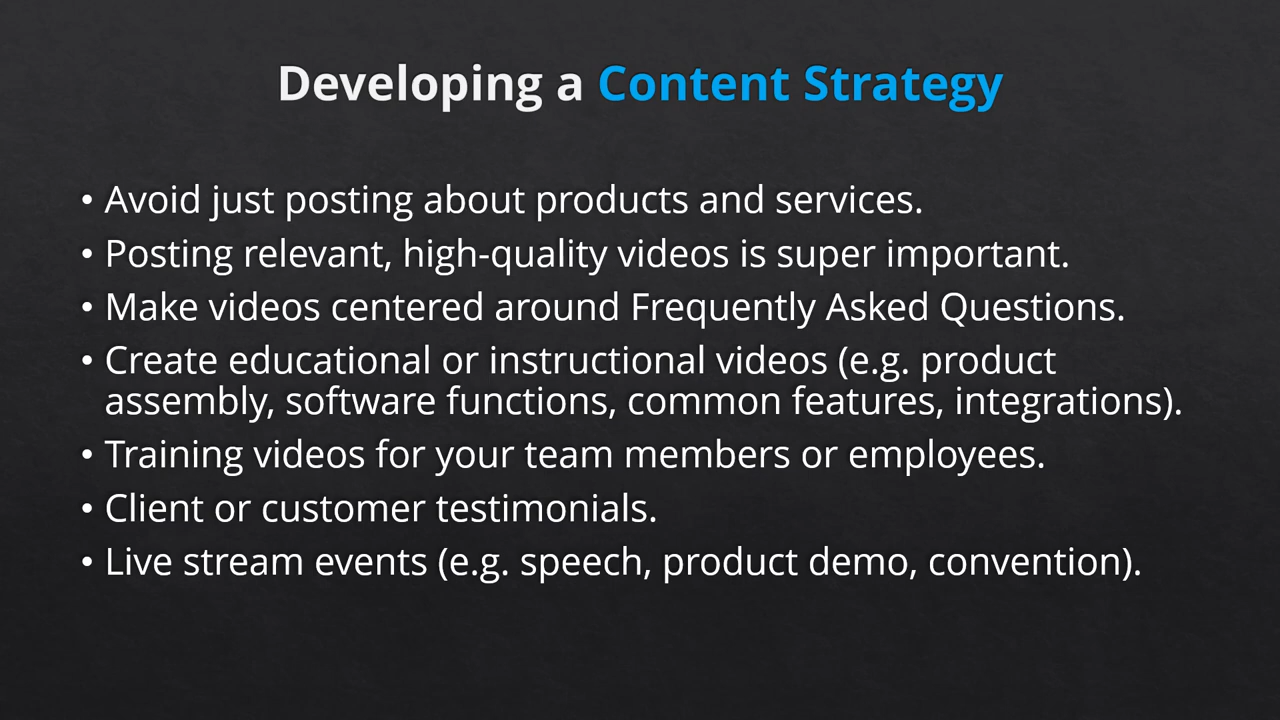 Developing a Content Strategy
• Avoid just posting about products and services.
• Posting relevant, high-quality videos is super important.
• Make videos centered around Frequently Asked Questions.
• Create educational or instructional videos (e.g. product
assembly, software functions, common features, integrations).
• Training videos for your team members or employees.
• Client or customer testimonials.
• Live stream events (e.g. speech, product demo, convention).